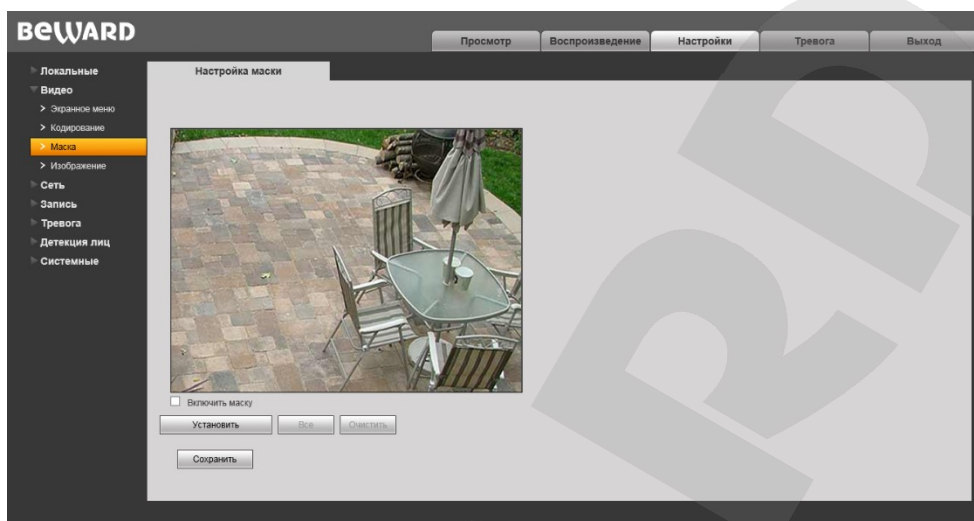 BEWARD
Просмотр Воспроизведение Настройки Тревога Выход
Локальные
Видео
> Экранное меню
> Кодирование
> Маска
> Изображение
Сеть
Запись
Тревога
Детекция лиц
Системные
Настройка маски
Включить маску
Установить Все Очистить
Сохранить